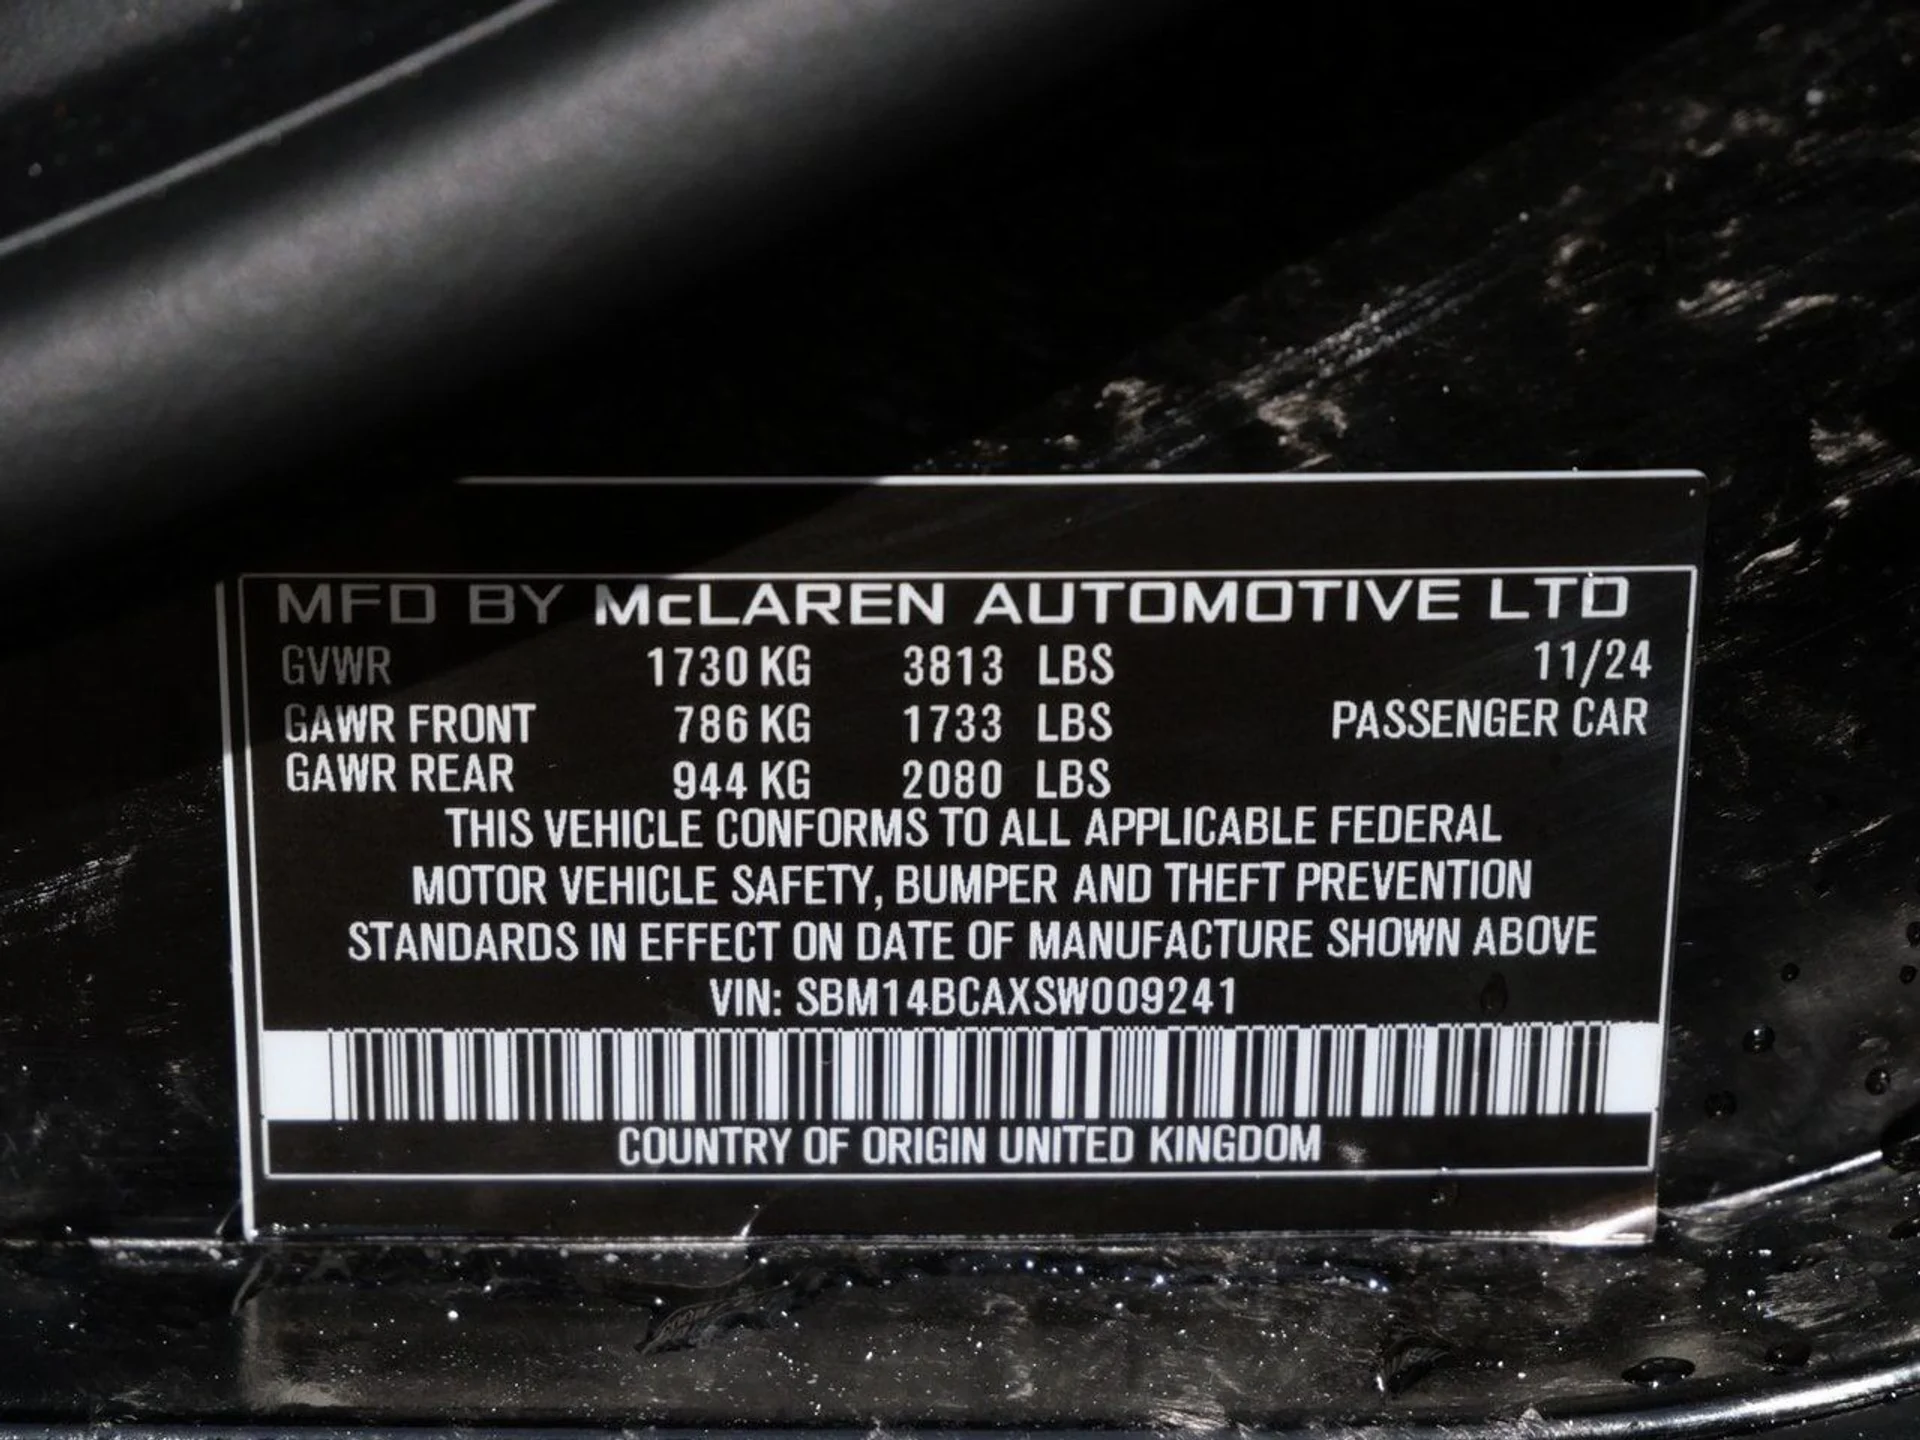 MFD BY McLAREN AUTOMOTIVE LTD
GVWR 1730 KG 3813 LBS 11/24
GAWR FRONT 786 KG 1733 LBS PASSENGER CAR
GAWR REAR 944 KG 2080 LBS
THIS VEHICLE CONFORMS TO ALL APPLICABLE FEDERAL
MOTOR VEHICLE SAFETY, BUMPER AND THEFT PREVENTION
STANDARDS IN EFFECT ON DATE OF MANUFACTURE SHOWN ABOVE
VIN: SBM14BCAXSW009241
COUNTRY OF ORIGIN UNITED KINGDOM